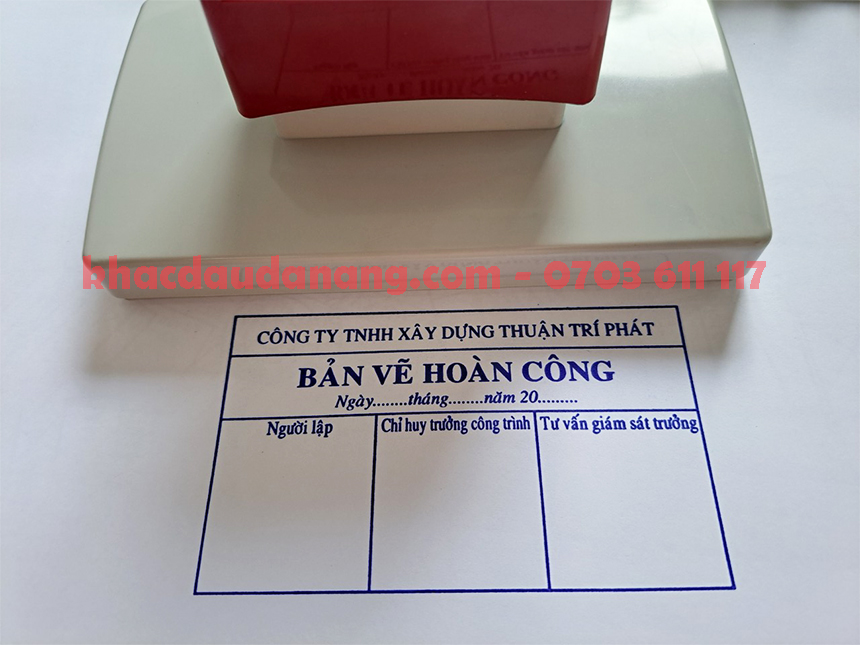 khacdaudanang.com - 0703 611 117
CÔNG TY TNHH XÂY DỰNG THUẬN TRÍ PHÁT
BẢN VẼ HOÀN CÔNG
Ngày........tháng........năm 20.........
Người lập
Chỉ huy trưởng công trình
Tư vấn giám sát trưởng